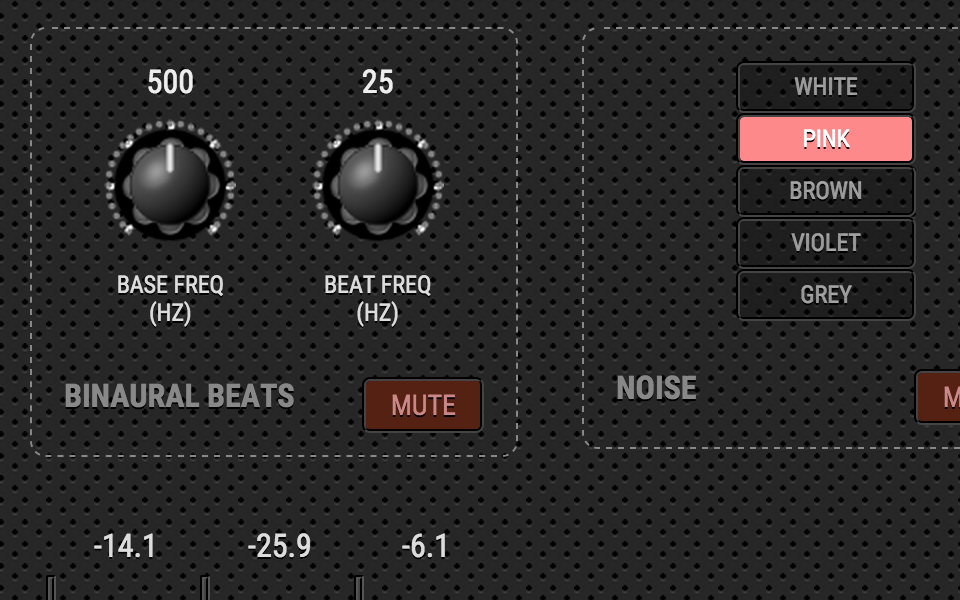 500
25
BASE FREQ
(HZ)
BEAT FREQ
(HZ)
BINAURAL BEATS
MUTE
WHITE
PINK
BROWN
VIOLET
GREY
NOISE
M
-14.1
-25.9
-6.1